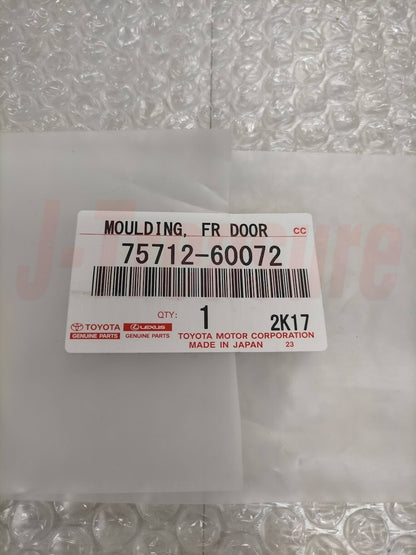 MOULDING, FR DOOR CC
75712-60072
QTY: 1 2K17
TOYOTA LEXUS TOYOTA MOTOR CORPORATION
GENUINE PARTS GENUINE PARTS MADE IN JAPAN 23